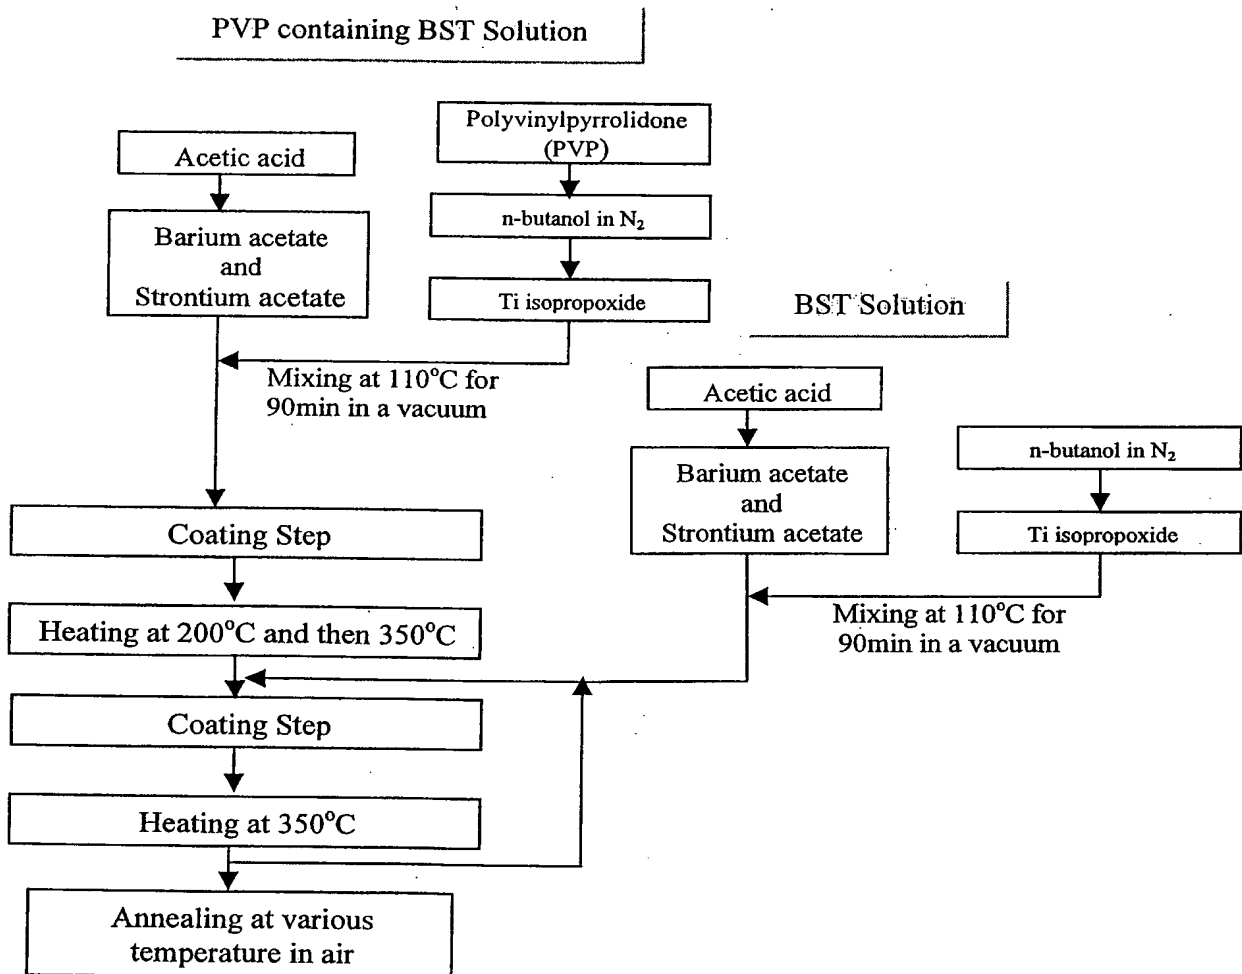 PVP containing BST Solution
Polyvinylpyrrolidone
(PVP)
Acetic acid
n-butanol in N₂
Barium acetate
and
Strontium acetate
Ti isopropoxide
Mixing at 110°C for
90min in a vacuum
BST Solution
Acetic acid
n-butanol in N₂
Barium acetate
and
Strontium acetate
Ti isopropoxide
Mixing at 110°C for
90min in a vacuum
Coating Step
Heating at 200°C and then 350°C
Coating Step
Heating at 350°C
Annealing at various
temperature in air